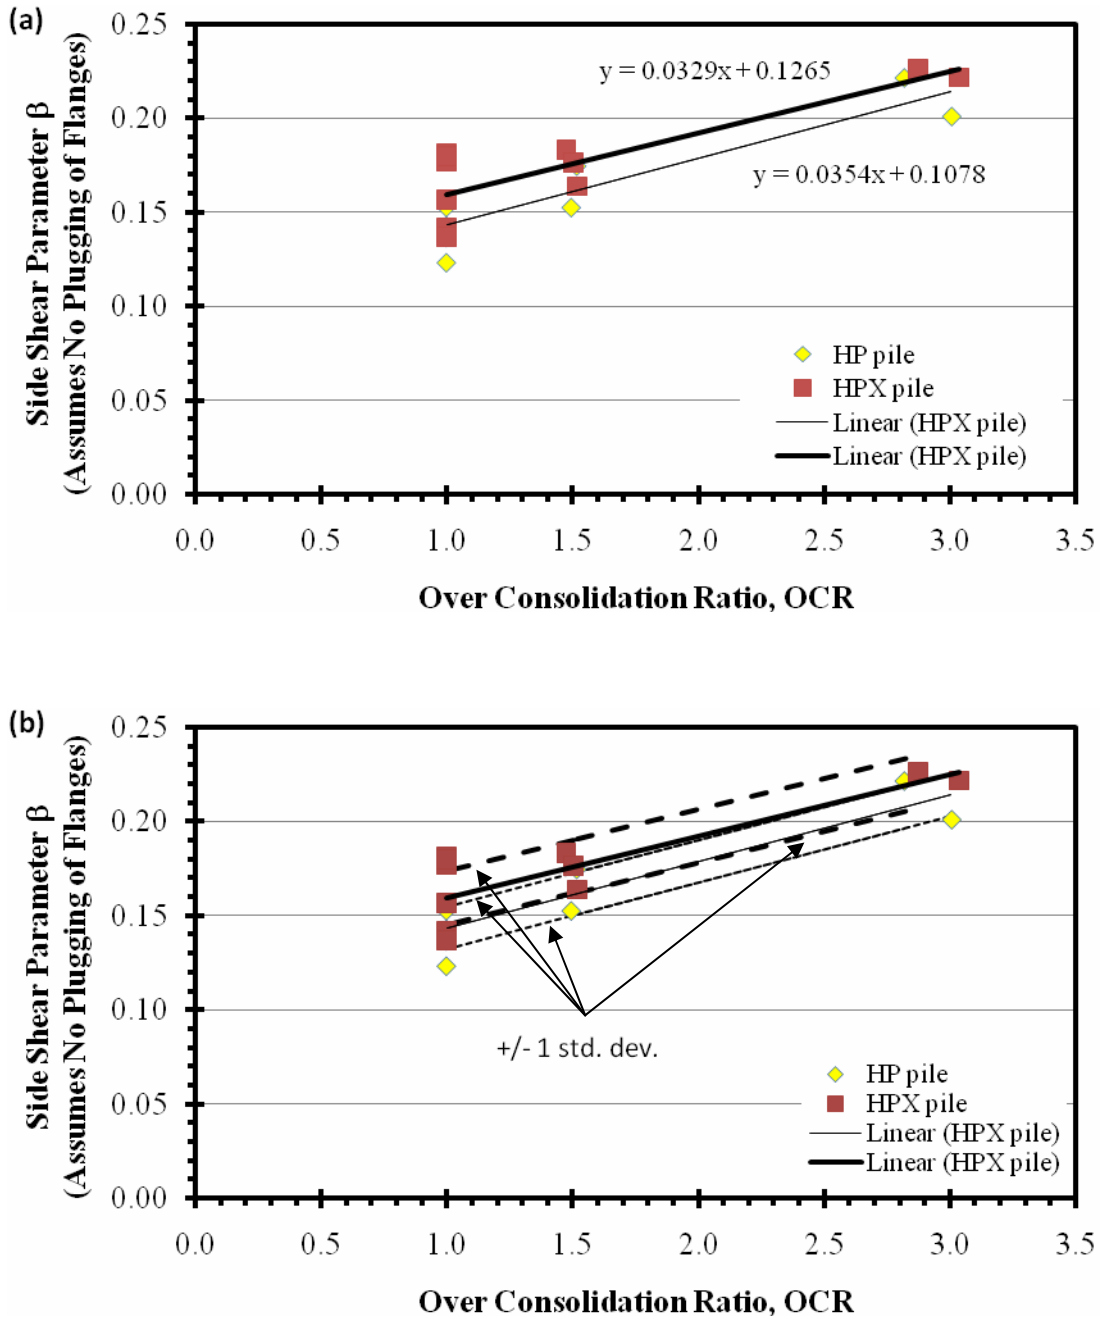 (a)
Side Shear Parameter β
(Assumes No Plugging of Flanges)
0.25
0.20
0.15
0.10
0.05
0.00
y = 0.0329x + 0.1265
y = 0.0354x + 0.1078
HP pile
HPX pile
Linear (HPX pile)
Linear (HPX pile)
0.0 0.5 1.0 1.5 2.0 2.5 3.0 3.5
Over Consolidation Ratio, OCR
(b)
Side Shear Parameter β
(Assumes No Plugging of Flanges)
0.25
0.20
0.15
0.10
0.05
0.00
+/- 1 std. dev.
HP pile
HPX pile
Linear (HPX pile)
Linear (HPX pile)
0.0 0.5 1.0 1.5 2.0 2.5 3.0 3.5
Over Consolidation Ratio, OCR